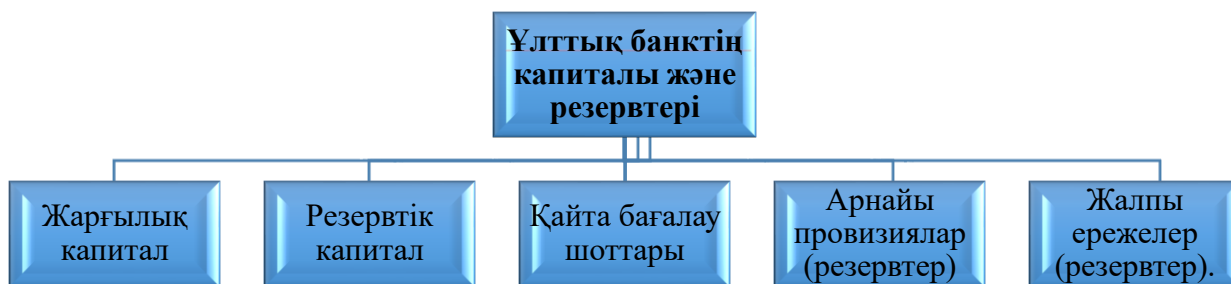 Ұлттық банктің
капиталы және
резервтері
Жарғылық
капитал
Резервтік
капитал
Қайта бағалау
шоттары
Арнайы
провизиялар
(резервтер)
Жалпы
ережелер
(резервтер).